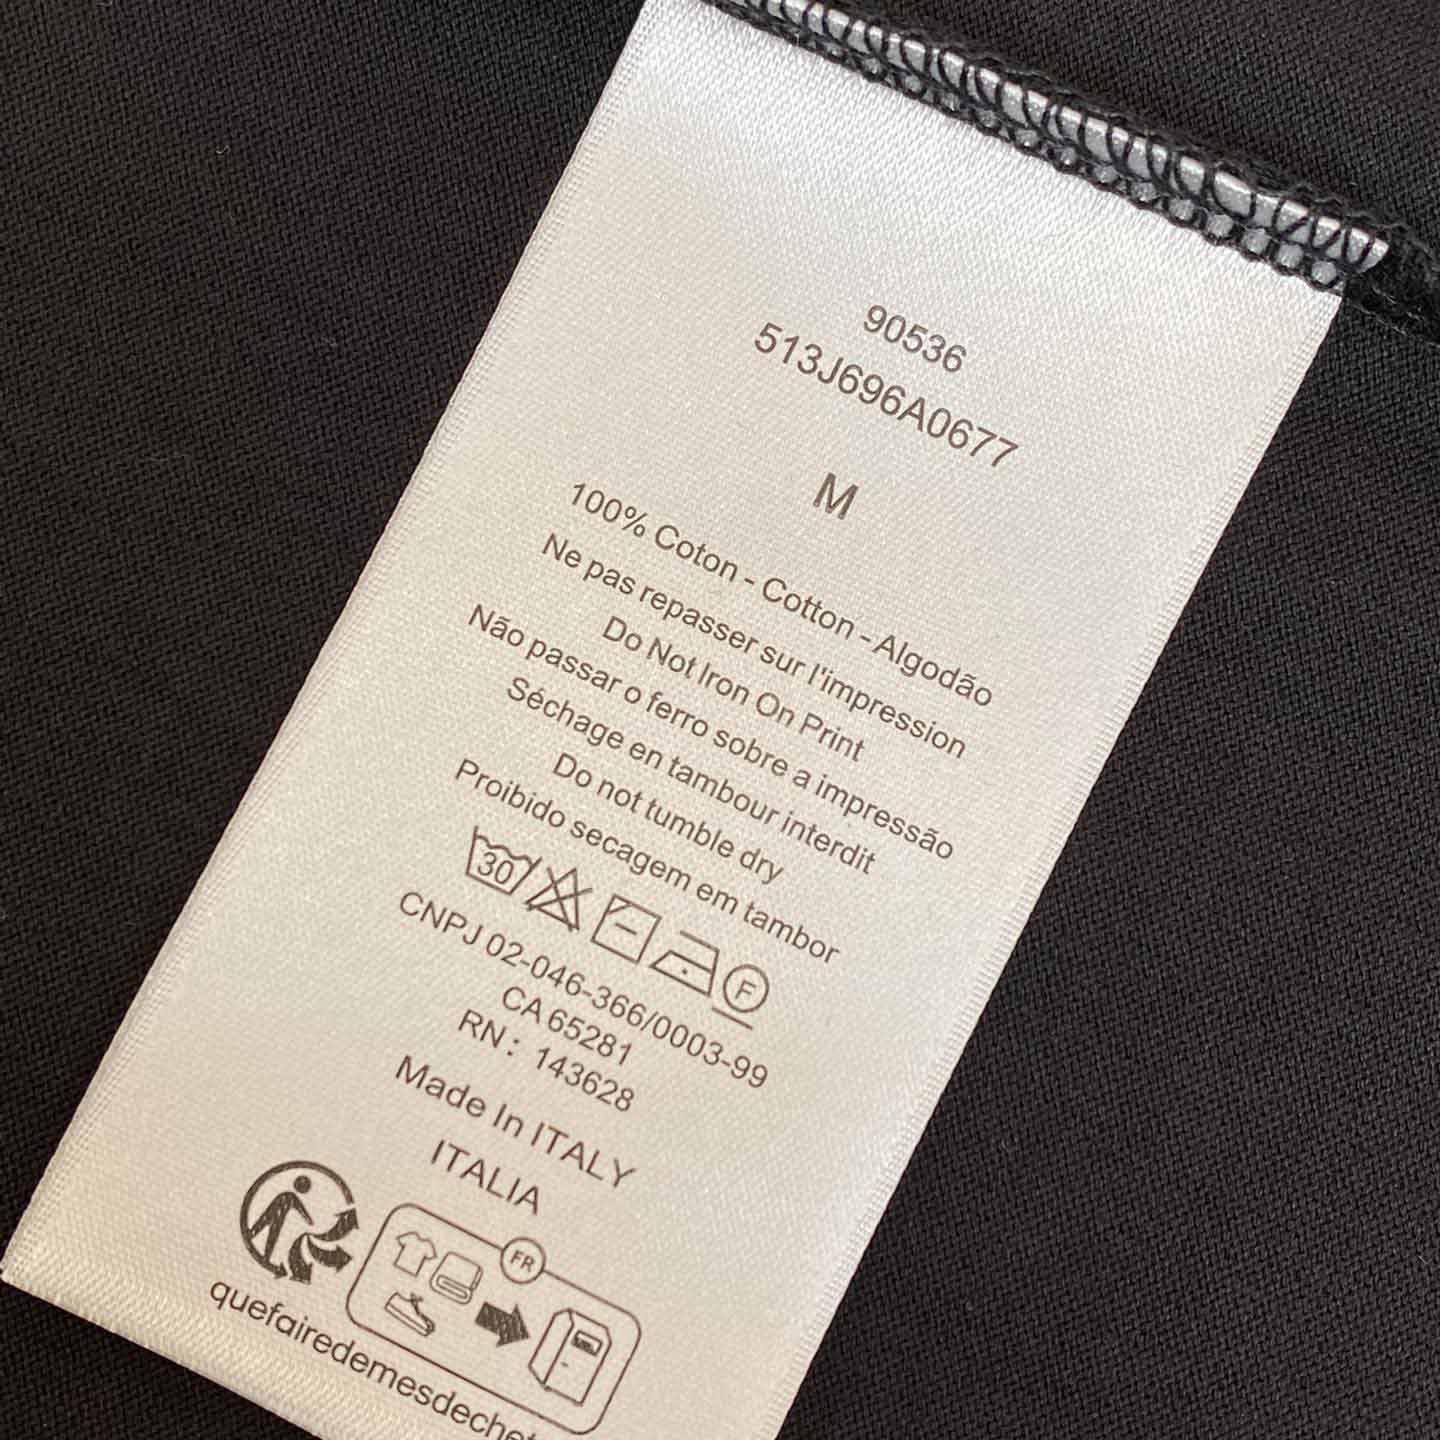 90536
513J696A0677
M
100% Coton - Cotton - Algodão
Ne pas repasser sur l'impression
Do Not Iron On Print
Não passar o ferro sobre a impressão
Séchage en tambour interdit
Do not tumble dry
Proibido secagem em tambor
30 F
CNPJ 02-046-366/0003-99
CA 65281
RN: 143628
Made In ITALY
ITALIA
FR
quefairedemesdechet